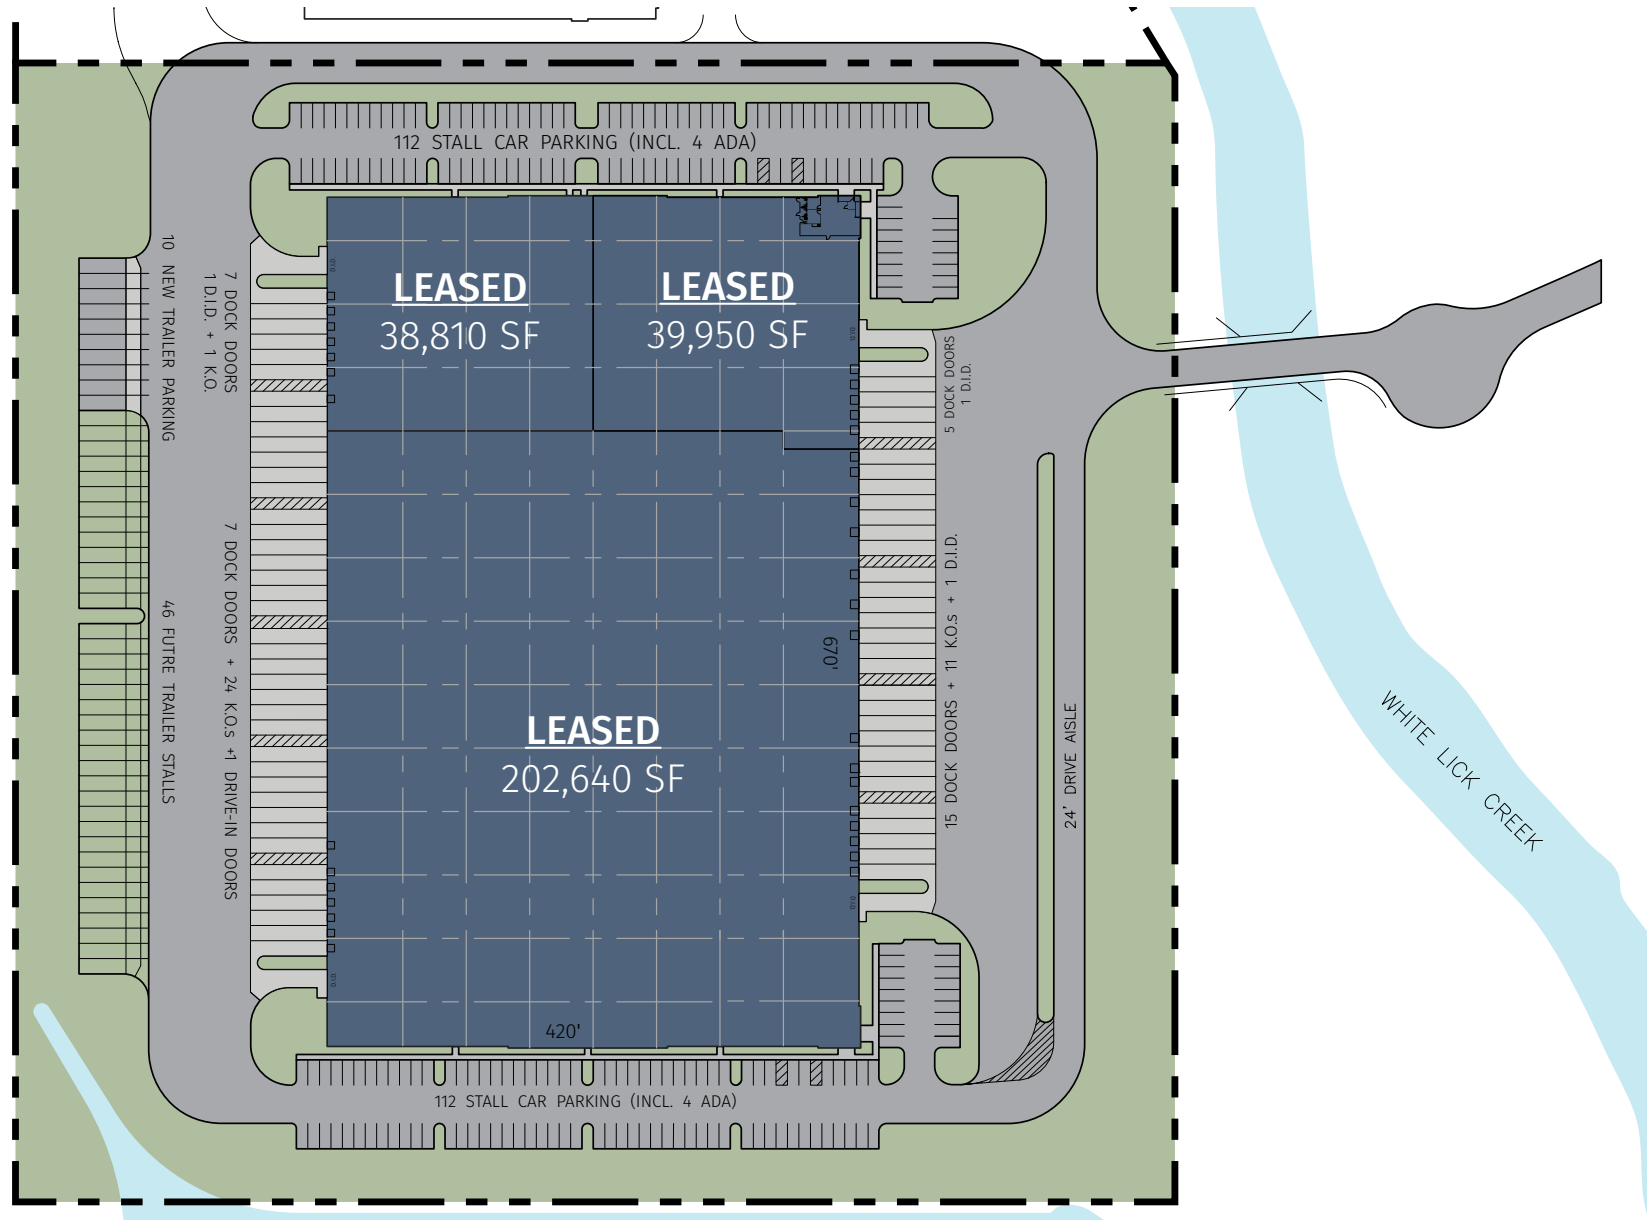 112 STALL CAR PARKING (INCL. 4 ADA)
10 NEW TRAILER PARKING
7 DOCK DOORS
1 D.I.D. + 1 K.O.
LEASED
38,810 SF
LEASED
39,950 SF
5 DOCK DOORS
1 D.I.D.
7 DOCK DOORS + 24 K.O.s +1 DRIVE-IN DOORS
46 FUTRE TRAILER STALLS
15 DOCK DOORS + 11 K.O.s + 1 D.I.D.
670'
LEASED
202,640 SF
24' DRIVE AISLE
WHITE LICK CREEK
420'
112 STALL CAR PARKING (INCL. 4 ADA)